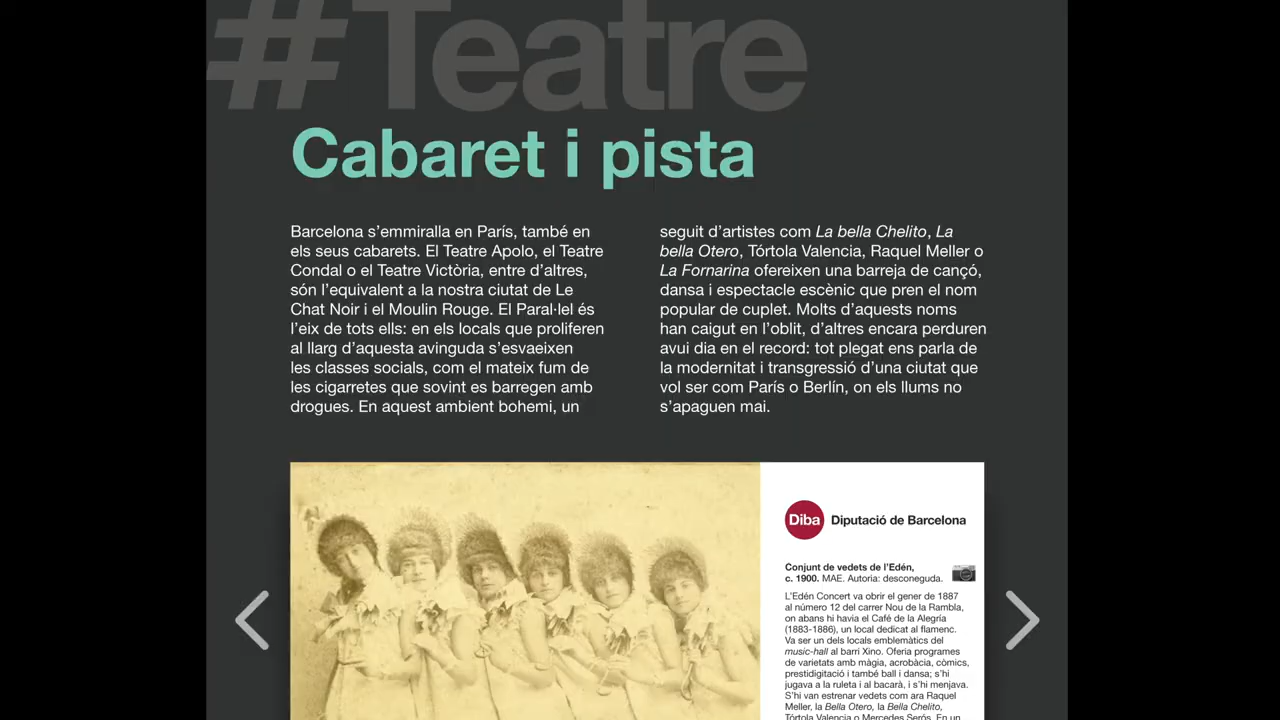 #Teatre
Cabaret i pista
Barcelona s’emmiralla en París, també en
els seus cabarets. El Teatre Apolo, el Teatre
Condal o el Teatre Victòria, entre d’altres,
són l’equivalent a la nostra ciutat de Le
Chat Noir i el Moulin Rouge. El Paral·lel és
l’eix de tots ells: en els locals que proliferen
al llarg d’aquesta avinguda s’esvaeixen
les classes socials, com el mateix fum de
les cigarretes que sovint es barregen amb
drogues. En aquest ambient bohemi, un
seguit d’artistes com La bella Chelito, La
bella Otero, Tórtola Valencia, Raquel Meller o
La Fornarina ofereixen una barreja de cançó,
dansa i espectacle escènic que pren el nom
popular de cuplet. Molts d’aquests noms
han caigut en l’oblit, d’altres encara perduren
avui dia en el record: tot plegat ens parla de
la modernitat i transgressió d’una ciutat que
vol ser com París o Berlín, on els llums no
s’apaguen mai.
Diba Diputació de Barcelona
Conjunt de vedets de l’Edén,
c. 1900. MAE. Autoria: desconeguda.
L’Edén Concert va obrir el gener de 1887
al número 12 del carrer Nou de la Rambla,
on abans hi havia el Café de la Alegría
(1883-1886), un local dedicat al flamenc.
Va ser un dels locals emblemàtics del
music-hall al barri Xino. Oferia programes
de varietats amb màgia, acrobàcia, còmics,
prestidigitació i també ball i dansa; s’hi
jugava a la ruleta i al bacarà, i s’hi menjava.
S’hi van estrenar vedets com ara Raquel
Meller, la Bella Otero, la Bella Chelito,
Tórtola Valencia o Mercedes Serós. En un